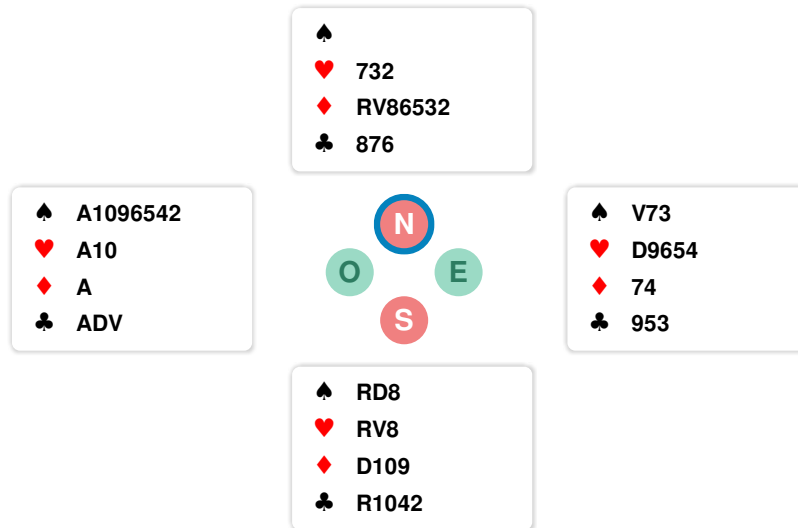 ♠
♥ 732
♦ RV86532
♣ 876
♠ A1096542
♥ A10
♦ A
♣ ADV
N
O E
S
♠ V73
♥ D9654
♦ 74
♣ 953
♠ RD8
♥ RV8
♦ D109
♣ R1042